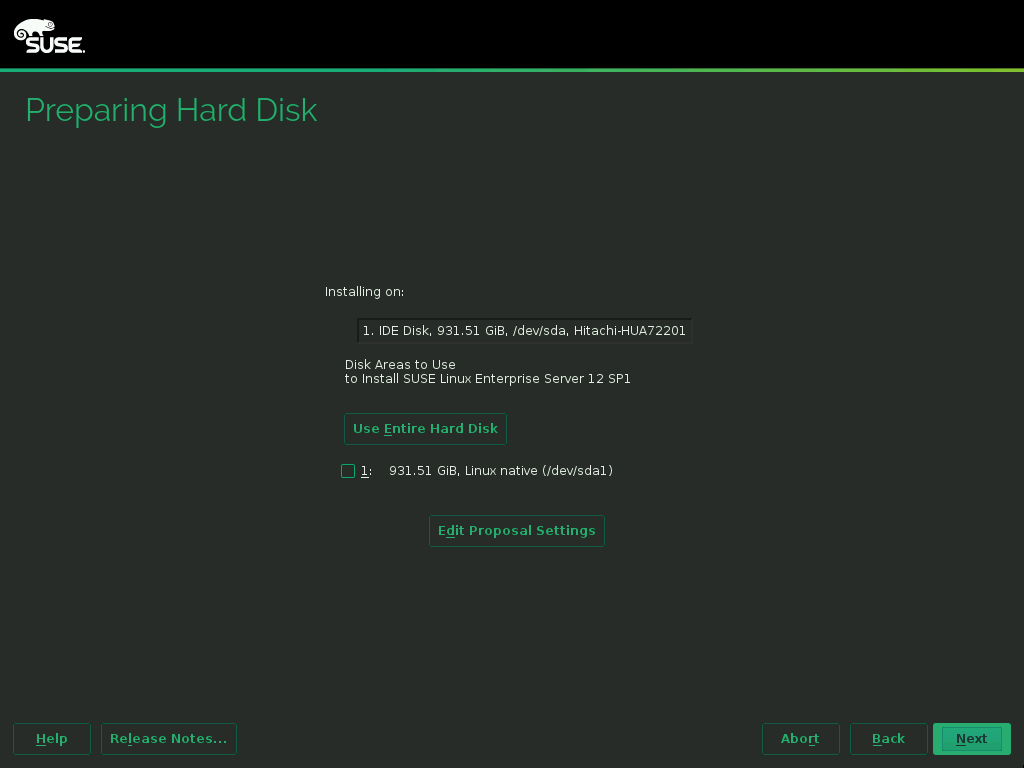 SUSE.
Preparing Hard Disk
Installing on:
1. IDE Disk, 931.51 GiB, /dev/sda, Hitachi-HUA72201
Disk Areas to Use
to Install SUSE Linux Enterprise Server 12 SP1
Use Entire Hard Disk
1: 931.51 GiB, Linux native (/dev/sda1)
Edit Proposal Settings
Help Release Notes... Abort Back Next